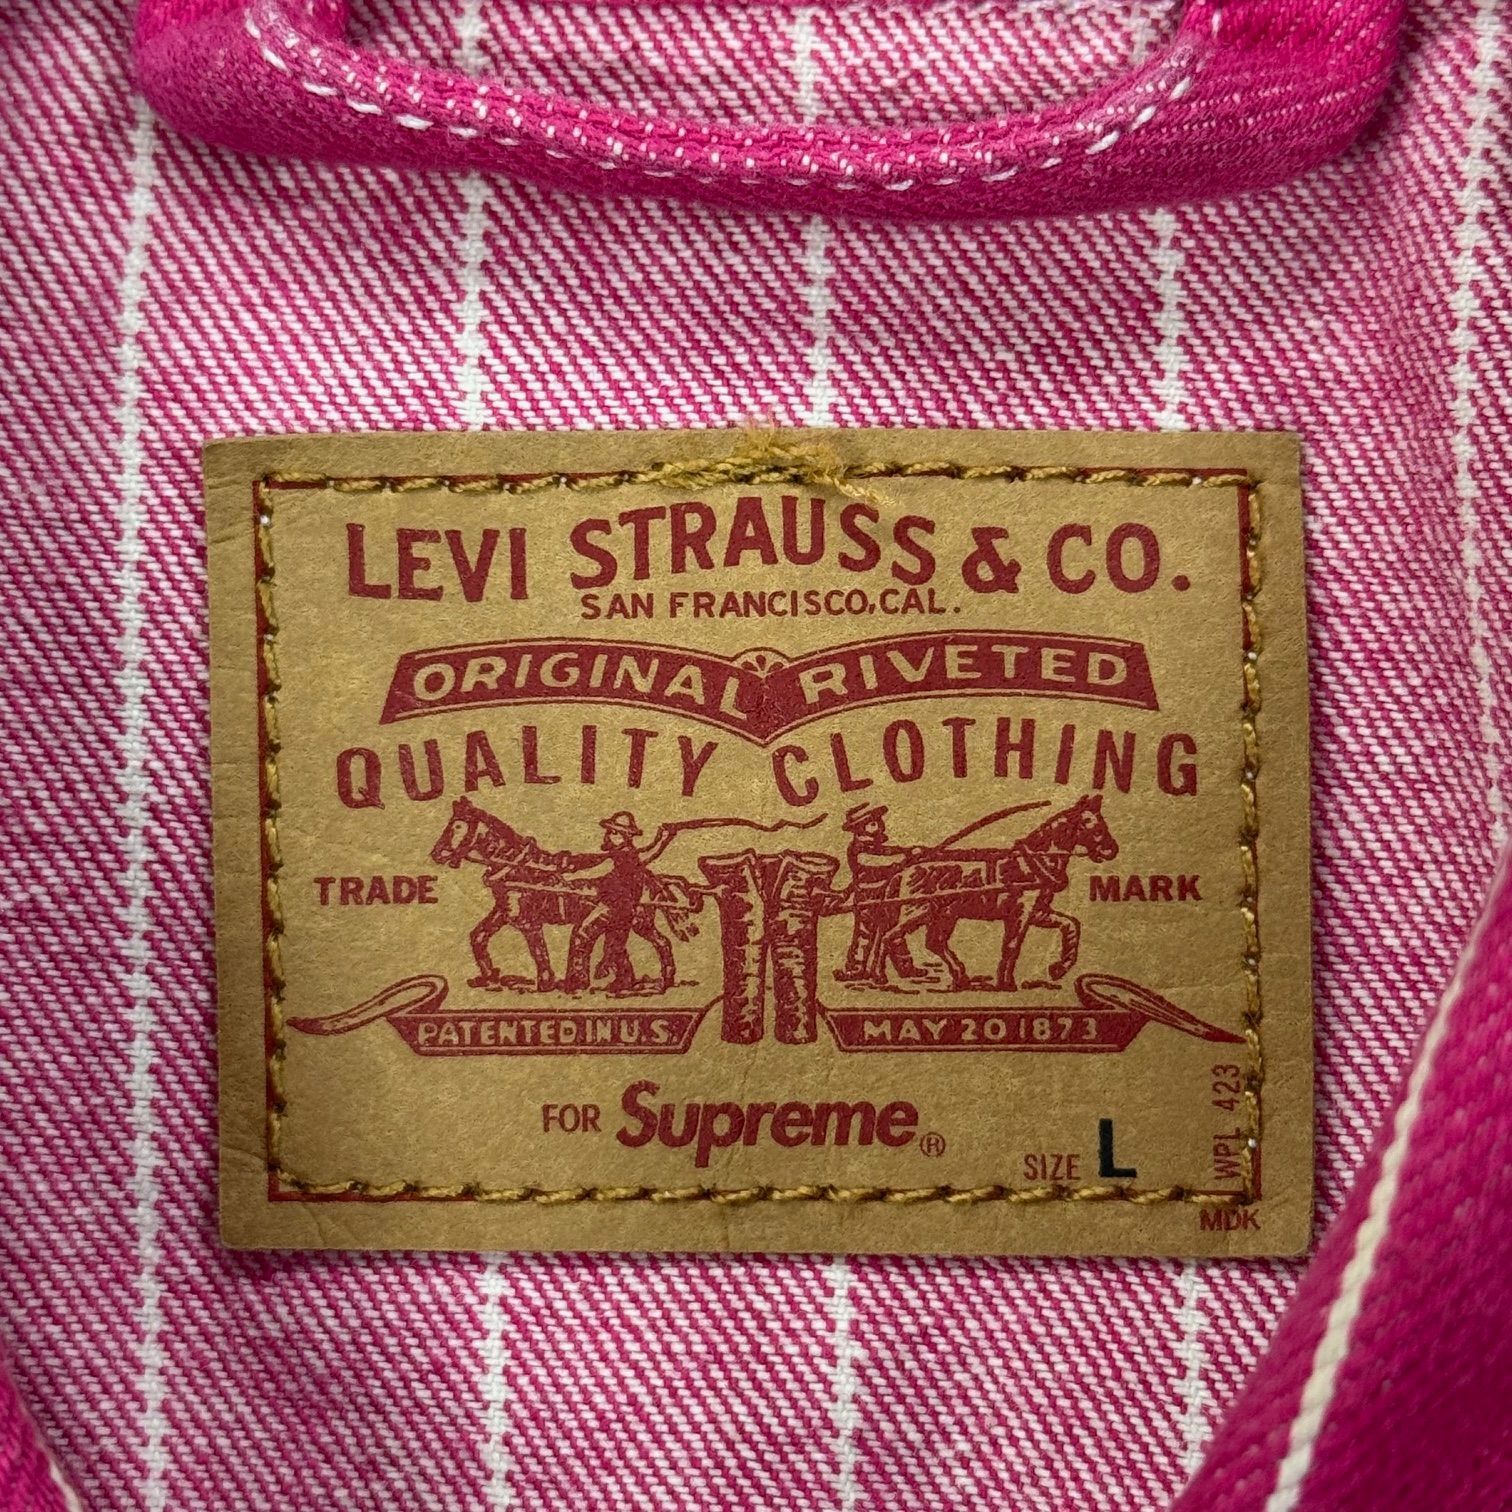 LEVI STRAUSS & CO.
SAN FRANCISCO, CAL.
ORIGINAL RIVETED
QUALITY CLOTHING
TRADE MARK
PATENTED IN U.S. MAY 20 1873
FOR Supreme®
SIZE L
WPL 423
MDK